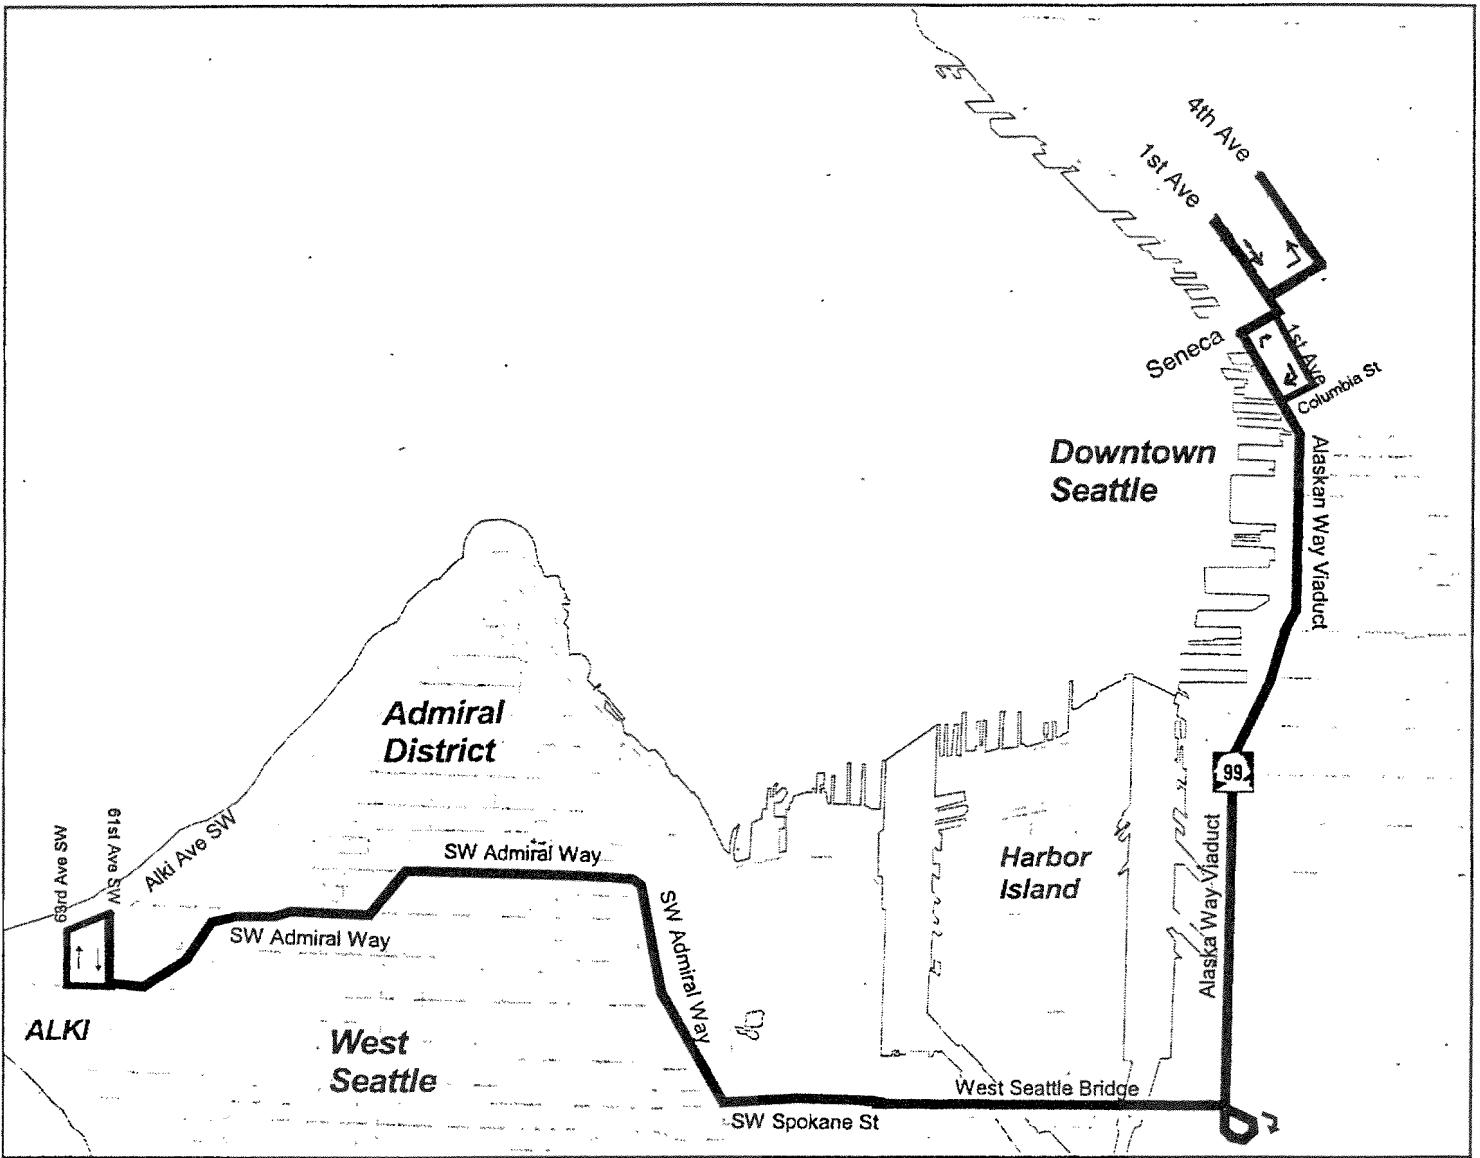 4th Ave
1st Ave
Seneca
1st Ave
Columbia St
Downtown
Seattle
Alaskan Way Viaduct
Admiral
District
99
61st Ave SW
63rd Ave SW
Alki Ave SW
SW Admiral Way
Harbor
Island
Alaska Way Viaduct
SW Admiral Way
SW Admiral Way
ALKI
West
Seattle
West Seattle Bridge
SW Spokane St